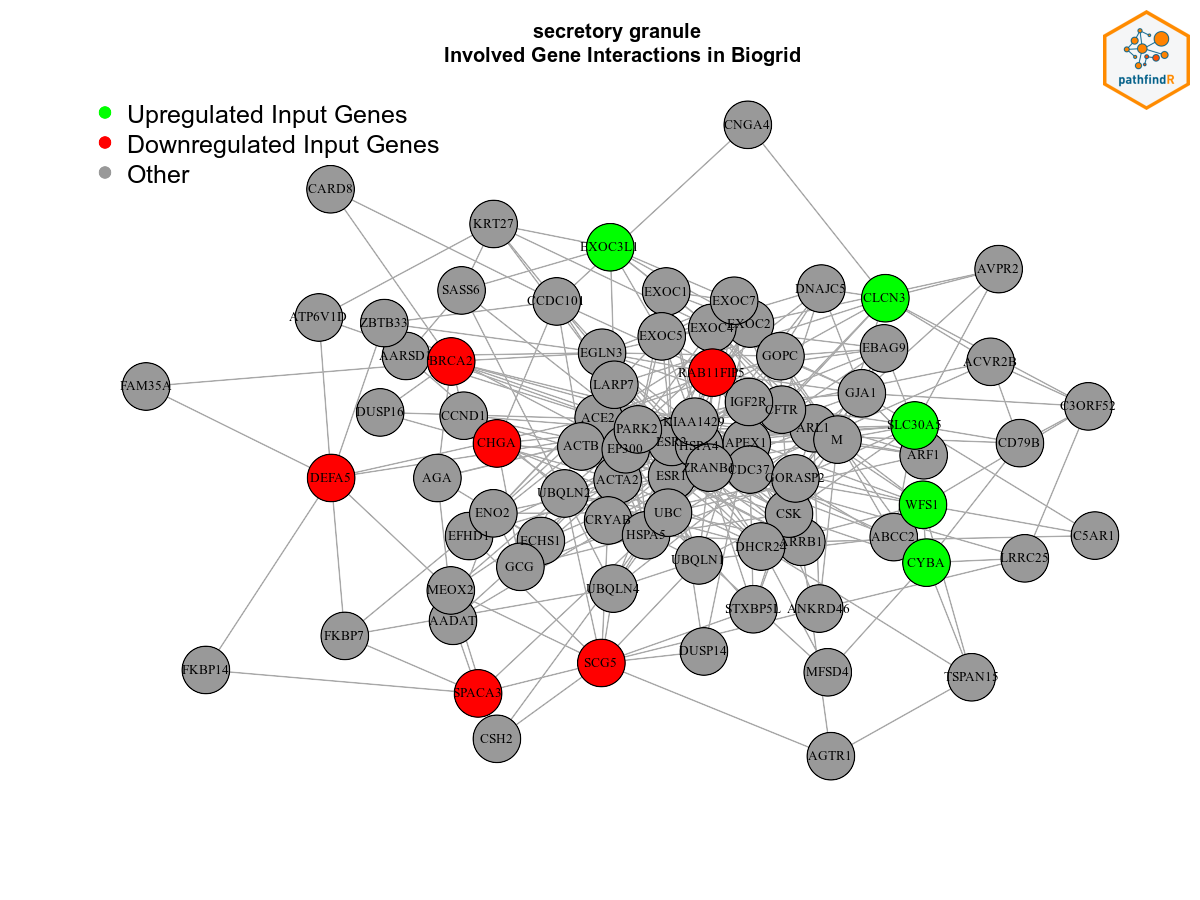 secretory granule
Involved Gene Interactions in Biogrid
pathfindR
Upregulated Input Genes
Downregulated Input Genes
Other
CNGA4
CARD8
KRT27
EXOC3L1
AVPR2
SASS6
CCDC101
EXOC1
EXOC7
DNAJC5
CLCN3
ATP6V1D
ZBTB33
EXOC5
EXOC4
EXOC2
AARSD
BRCA2
EGLN3
GOPC
EBAG9
ACVR2B
FAM35A
LARP7
RAB11FIP5
IGF2R
CFTR
GJA1
C3ORF52
DUSP16
CCND1
ACE2
PARK2
KIAA1429
ARL1
M
SLC30A5
CHGA
ACTB
EP300
ESR2
HSPA4
APEX1
CD79B
ARF1
DEFA5
AGA
ACTA2
ESR1
ZRANB
CDC37
GORASP2
UBQLN2
ENO2
CRYAB
UBC
CSK
WFS1
EFHD1
ECHS1
HSPA5
DHCR24
ARRB1
ABCC2
C5AR1
GCG
UBQLN1
CYBA
LRRC25
MEOX2
UBQLN4
STXBP5L
ANKRD46
AADAT
FKBP7
DUSP14
FKBP14
SPACA3
SCG5
MFSD4
TSPAN15
CSH2
AGTR1